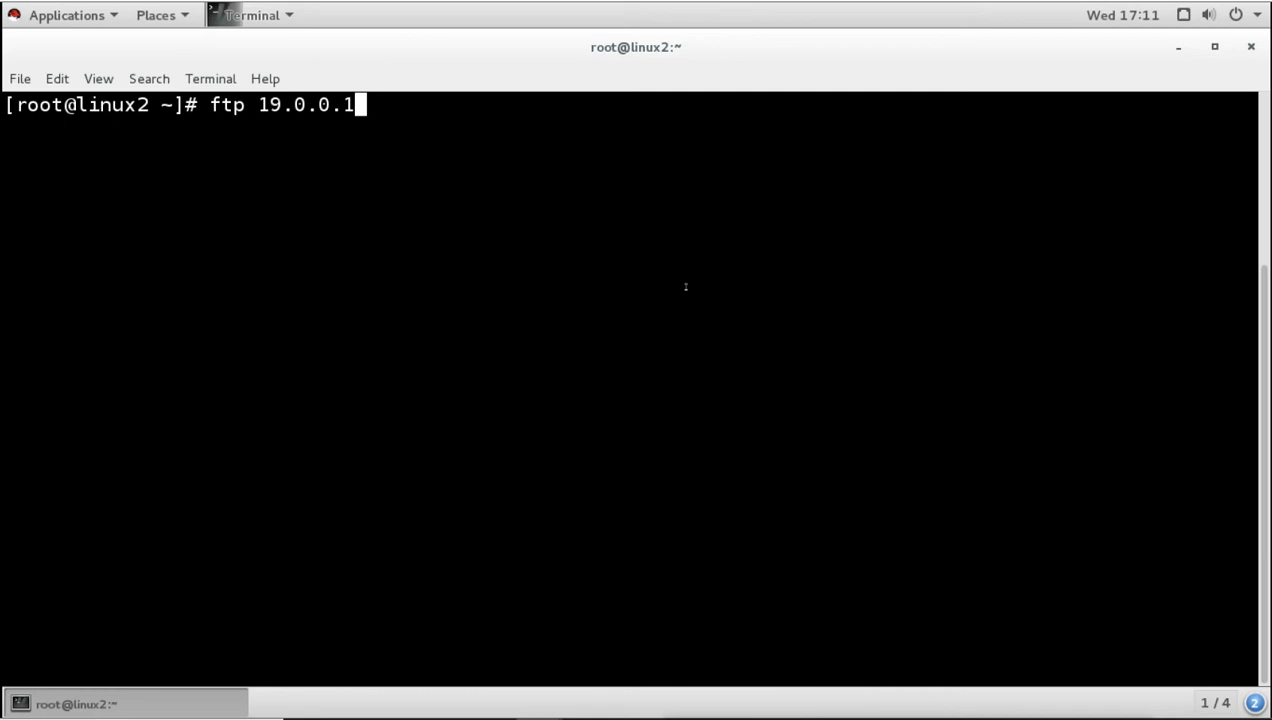 Applications Places Terminal Wed 17:11
root@linux2:~
File Edit View Search Terminal Help
[root@linux2 ~]# ftp 19.0.0.1
root@linux2:~ 1 / 4 2